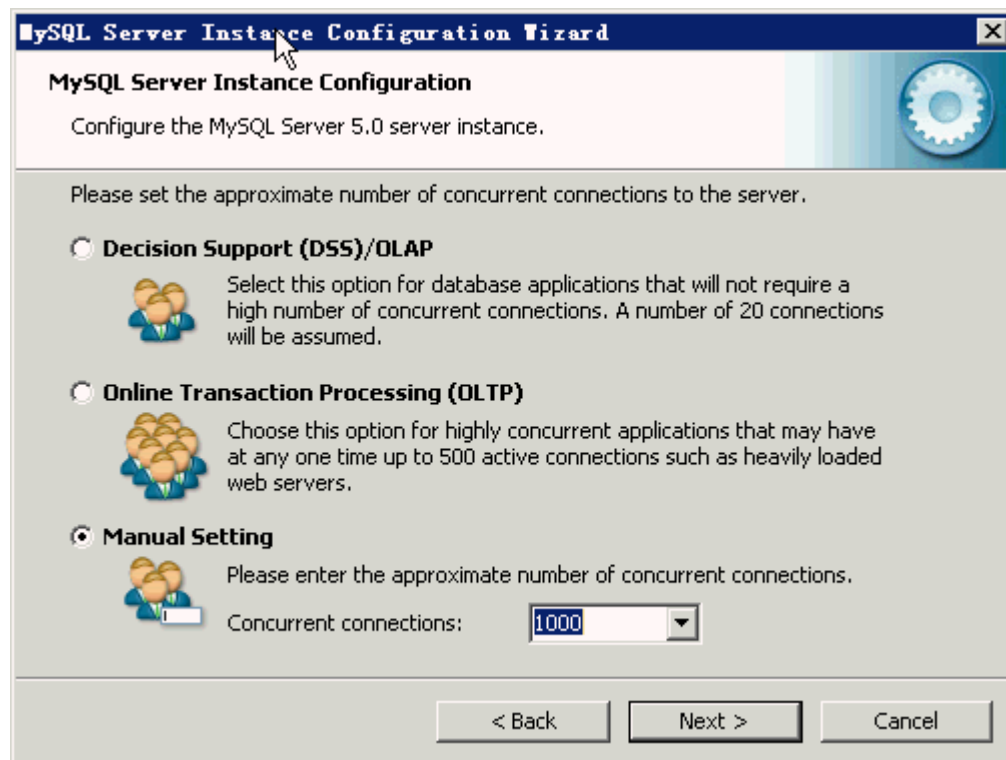 MySQL Server Instance Configuration Wizard
MySQL Server Instance Configuration
Configure the MySQL Server 5.0 server instance.
Please set the approximate number of concurrent connections to the server.
Decision Support (DSS)/OLAP
Select this option for database applications that will not require a
high number of concurrent connections. A number of 20 connections
will be assumed.
Online Transaction Processing (OLTP)
Choose this option for highly concurrent applications that may have
at any one time up to 500 active connections such as heavily loaded
web servers.
Manual Setting
Please enter the approximate number of concurrent connections.
Concurrent connections: 1000
< Back Next > Cancel